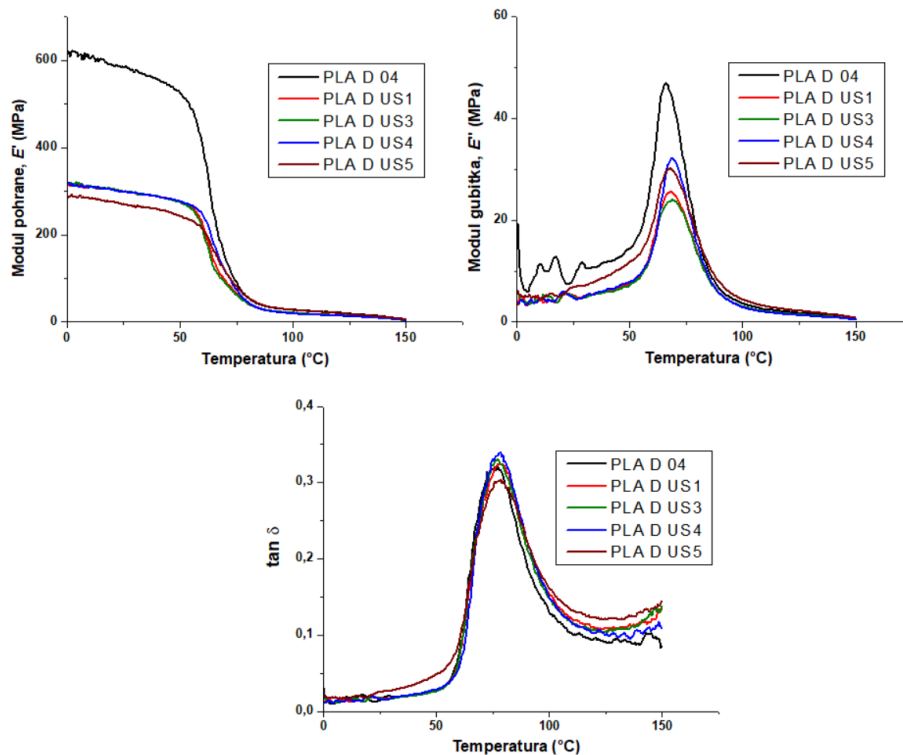 Modul pohrane, E' (MPa)
600
400
200
0
0
50
100
150
Temperatura (°C)
PLA D 04
PLA D US1
PLA D US3
PLA D US4
PLA D US5
Modul gubitka, E' (MPa)
60
40
20
0
0
50
100
150
Temperatura (°C)
PLA D 04
PLA D US1
PLA D US3
PLA D US4
PLA D US5
tan δ
0,4
0,3
0,2
0,1
0,0
0
50
100
150
Temperatura (°C)
PLA D 04
PLA D US1
PLA D US3
PLA D US4
PLA D US5